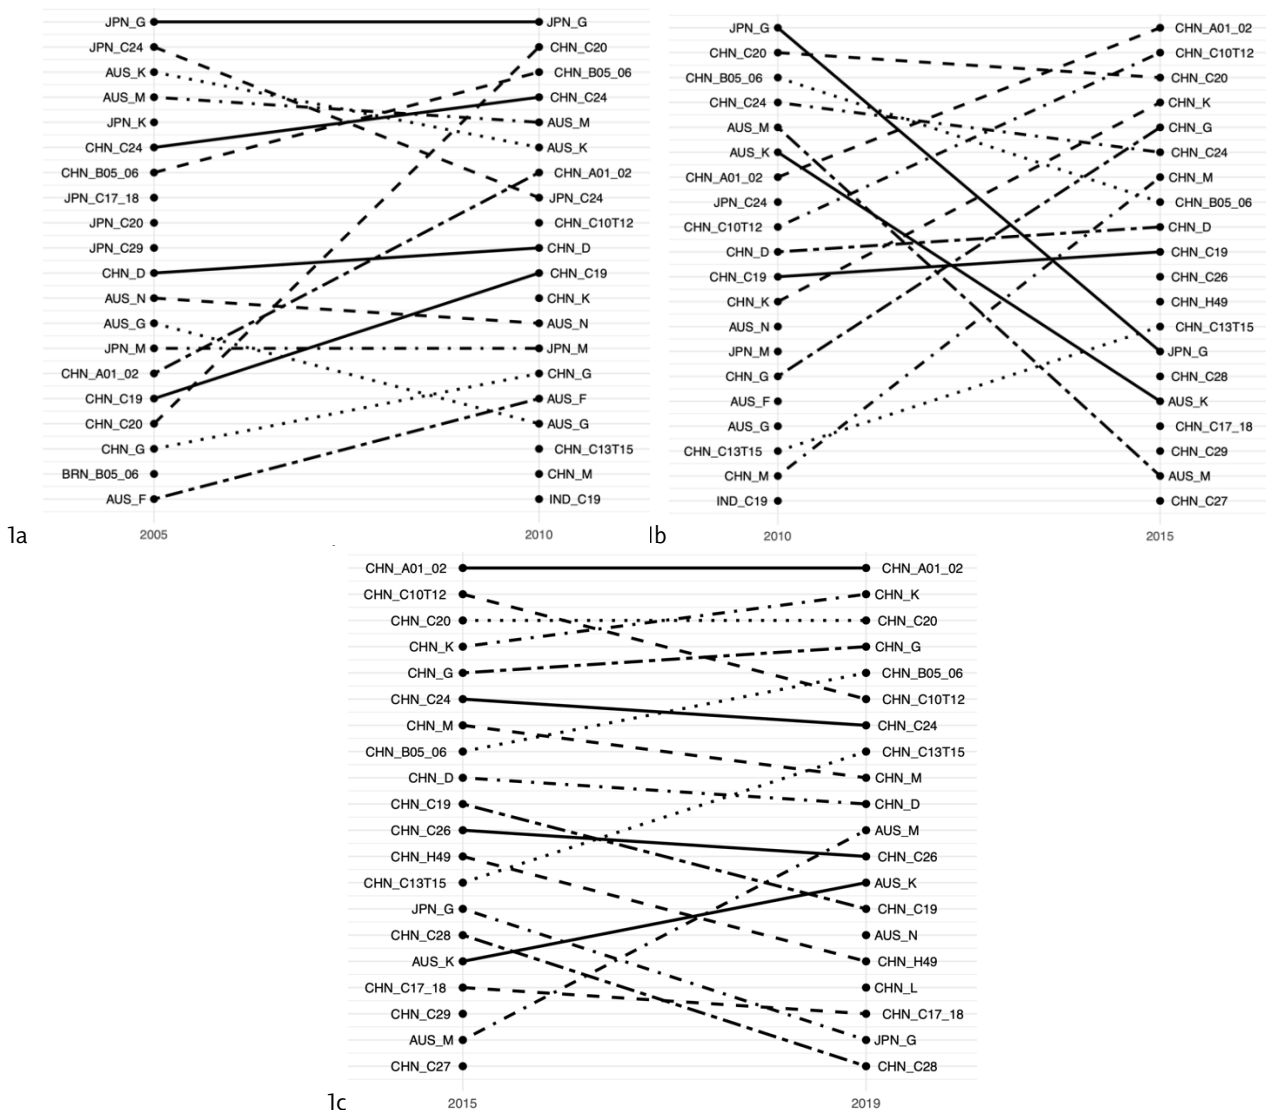 JPN_G JPN_G
JPN_C24 CHN_C20
AUS_K CHN_B05_06
AUS_M CHN_C24
JPN_K AUS_M
CHN_C24 AUS_K
CHN_B05_06 CHN_A01_02
JPN_C17_18 JPN_C24
JPN_C20 CHN_C10T12
JPN_C29 CHN_D
CHN_D CHN_C19
AUS_N CHN_K
AUS_G AUS_N
JPN_M JPN_M
CHN_A01_02 CHN_G
CHN_C19 AUS_F
CHN_C20 AUS_G
CHN_G CHN_C13T15
BRN_B05_06 CHN_M
AUS_F IND_C19
1a 2005 2010
JPN_G CHN_A01_02
CHN_C20 CHN_C10T12
CHN_B05_06 CHN_C20
CHN_C24 CHN_K
AUS_M CHN_G
AUS_K CHN_C24
CHN_A01_02 CHN_M
JPN_C24 CHN_B05_06
CHN_C10T12 CHN_D
CHN_D CHN_C19
CHN_C19 CHN_C26
CHN_K CHN_H49
AUS_N CHN_C13T15
JPN_M JPN_G
CHN_G CHN_C28
AUS_F AUS_K
AUS_G CHN_C17_18
CHN_C13T15 CHN_C29
CHN_M AUS_M
IND_C19 CHN_C27
1b 2010 2015
CHN_A01_02 CHN_A01_02
CHN_C10T12 CHN_K
CHN_C20 CHN_C20
CHN_K CHN_G
CHN_G CHN_B05_06
CHN_C24 CHN_C10T12
CHN_M CHN_C24
CHN_B05_06 CHN_C13T15
CHN_D CHN_M
CHN_C19 CHN_D
CHN_C26 AUS_M
CHN_H49 CHN_C26
CHN_C13T15 AUS_K
JPN_G CHN_C19
CHN_C28 AUS_N
AUS_K CHN_H49
CHN_C17_18 CHN_L
CHN_C29 CHN_C17_18
AUS_M JPN_G
CHN_C27 CHN_C28
1c 2015 2019